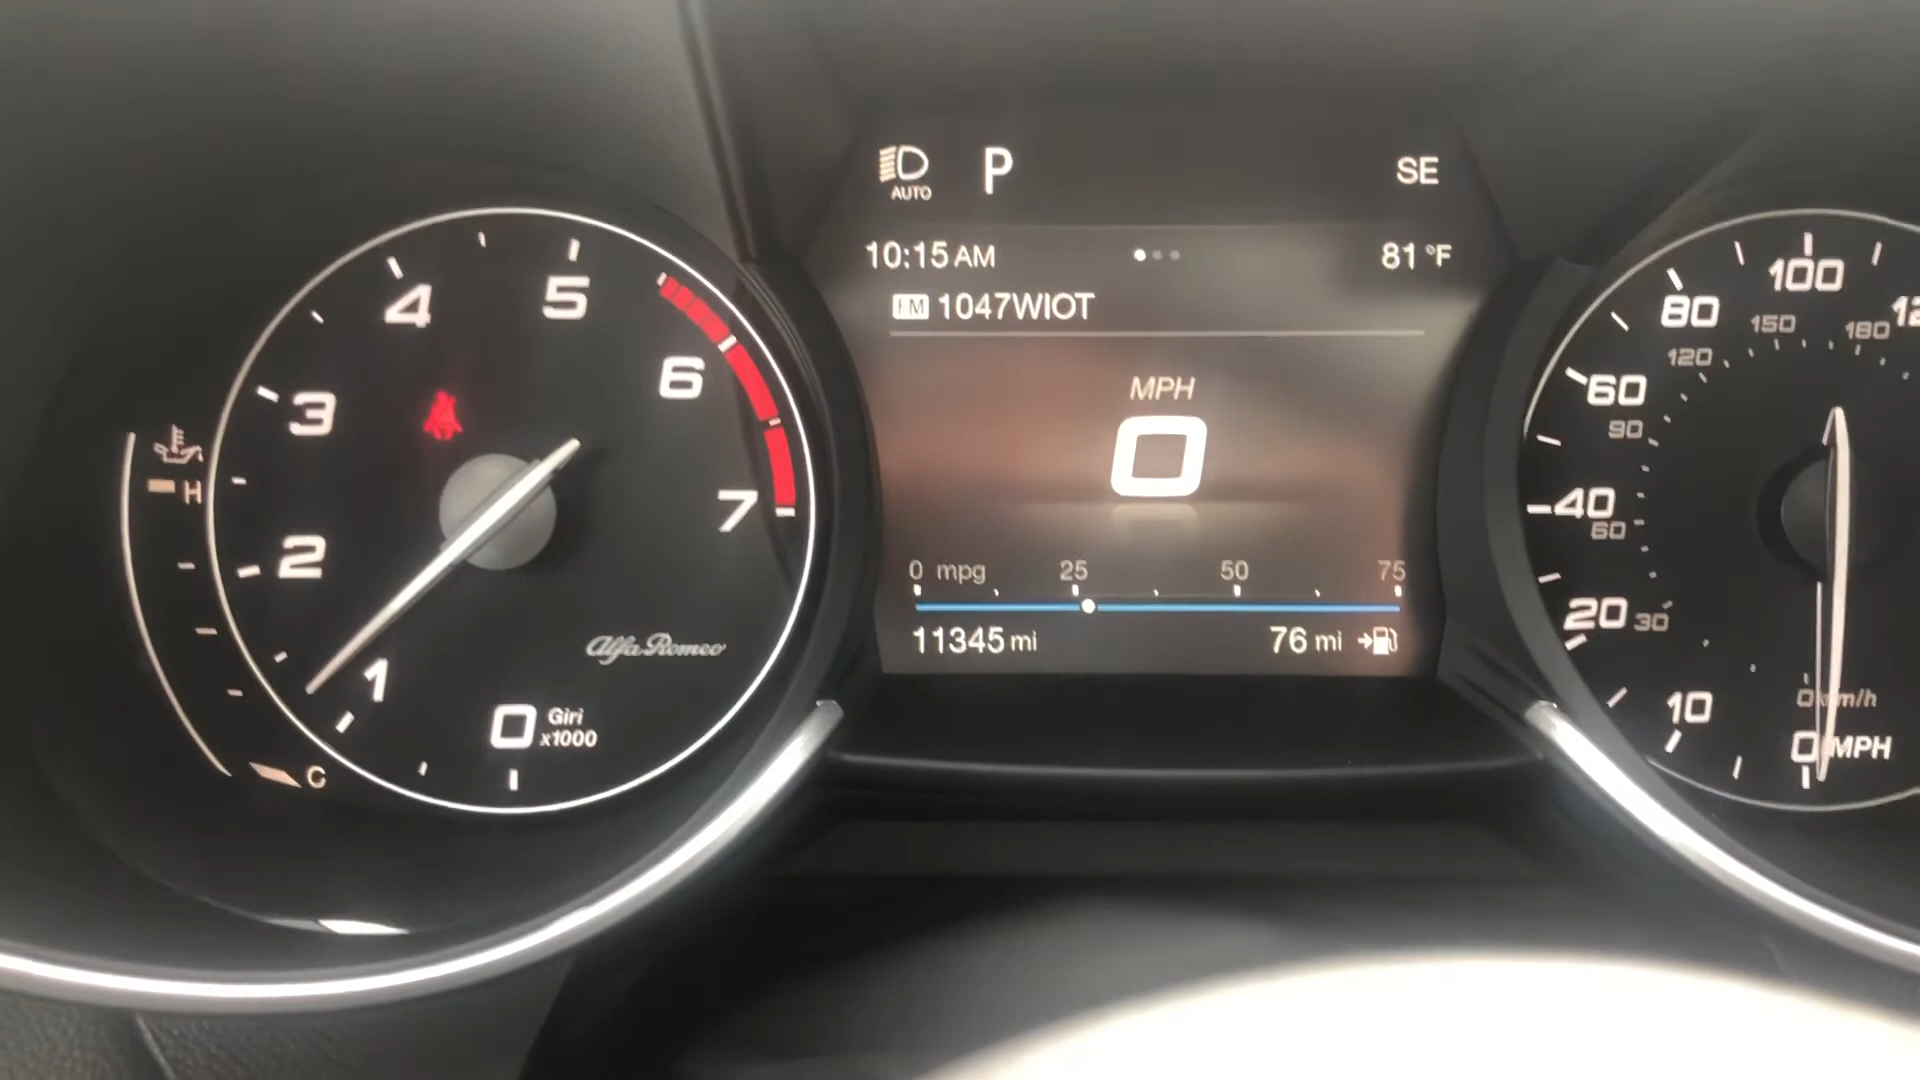 4
5
3
6
2
7
1
Alfa Romeo
0 Giri
x1000
H
C
AUTO
P
SE
10:15 AM
81 °F
FM 1047WIOT
MPH
0
0 mpg 25 50 75
11345 mi
76 mi
100
80
150
180
120
60
90
40
60
20 30
10
0 km/h
0 MPH